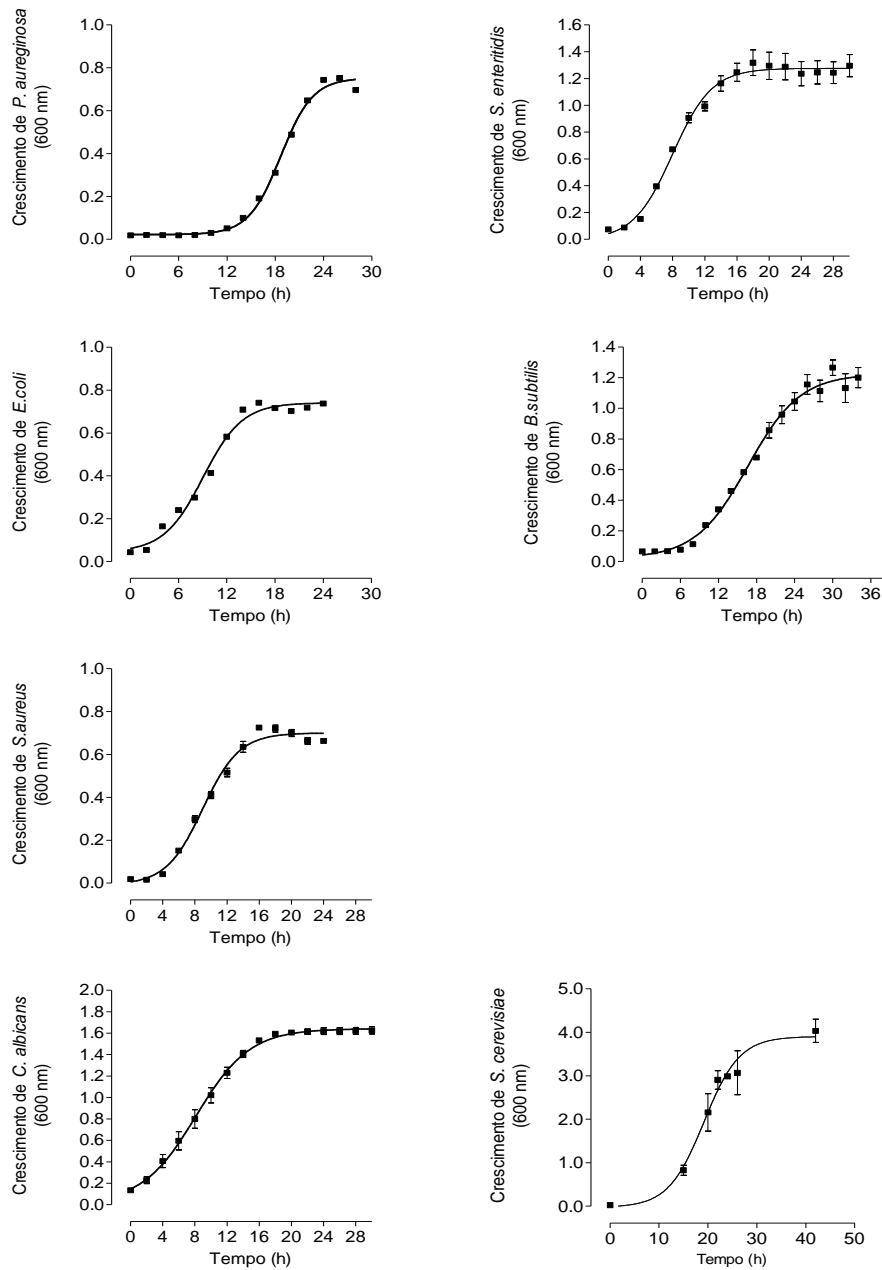 Crescimento de P. aureginosa
(600 nm)
1.0
0.8
0.6
0.4
0.2
0.0
0 6 12 18 24 30
Tempo (h)
Crescimento de S. enteritidis
(600 nm)
1.6
1.4
1.2
1.0
0.8
0.6
0.4
0.2
0.0
0 4 8 12 16 20 24 28
Tempo (h)
Crescimento de E.coli
(600 nm)
1.0
0.8
0.6
0.4
0.2
0.0
0 6 12 18 24 30
Tempo (h)
Crescimento de B.subtilis
(600 nm)
1.4
1.2
1.0
0.8
0.6
0.4
0.2
0.0
0 6 12 18 24 30 36
Tempo (h)
Crescimento de S.aureus
(600 nm)
1.0
0.8
0.6
0.4
0.2
0.0
0 4 8 12 16 20 24 28
Tempo (h)
Crescimento de C. albicans
(600 nm)
2.0
1.8
1.6
1.4
1.2
1.0
0.8
0.6
0.4
0.2
0.0
0 4 8 12 16 20 24 28
Tempo (h)
Crescimento de S. cerevisiae
(600 nm)
5.0
4.0
3.0
2.0
1.0
0.0
0 10 20 30 40 50
Tempo (h)